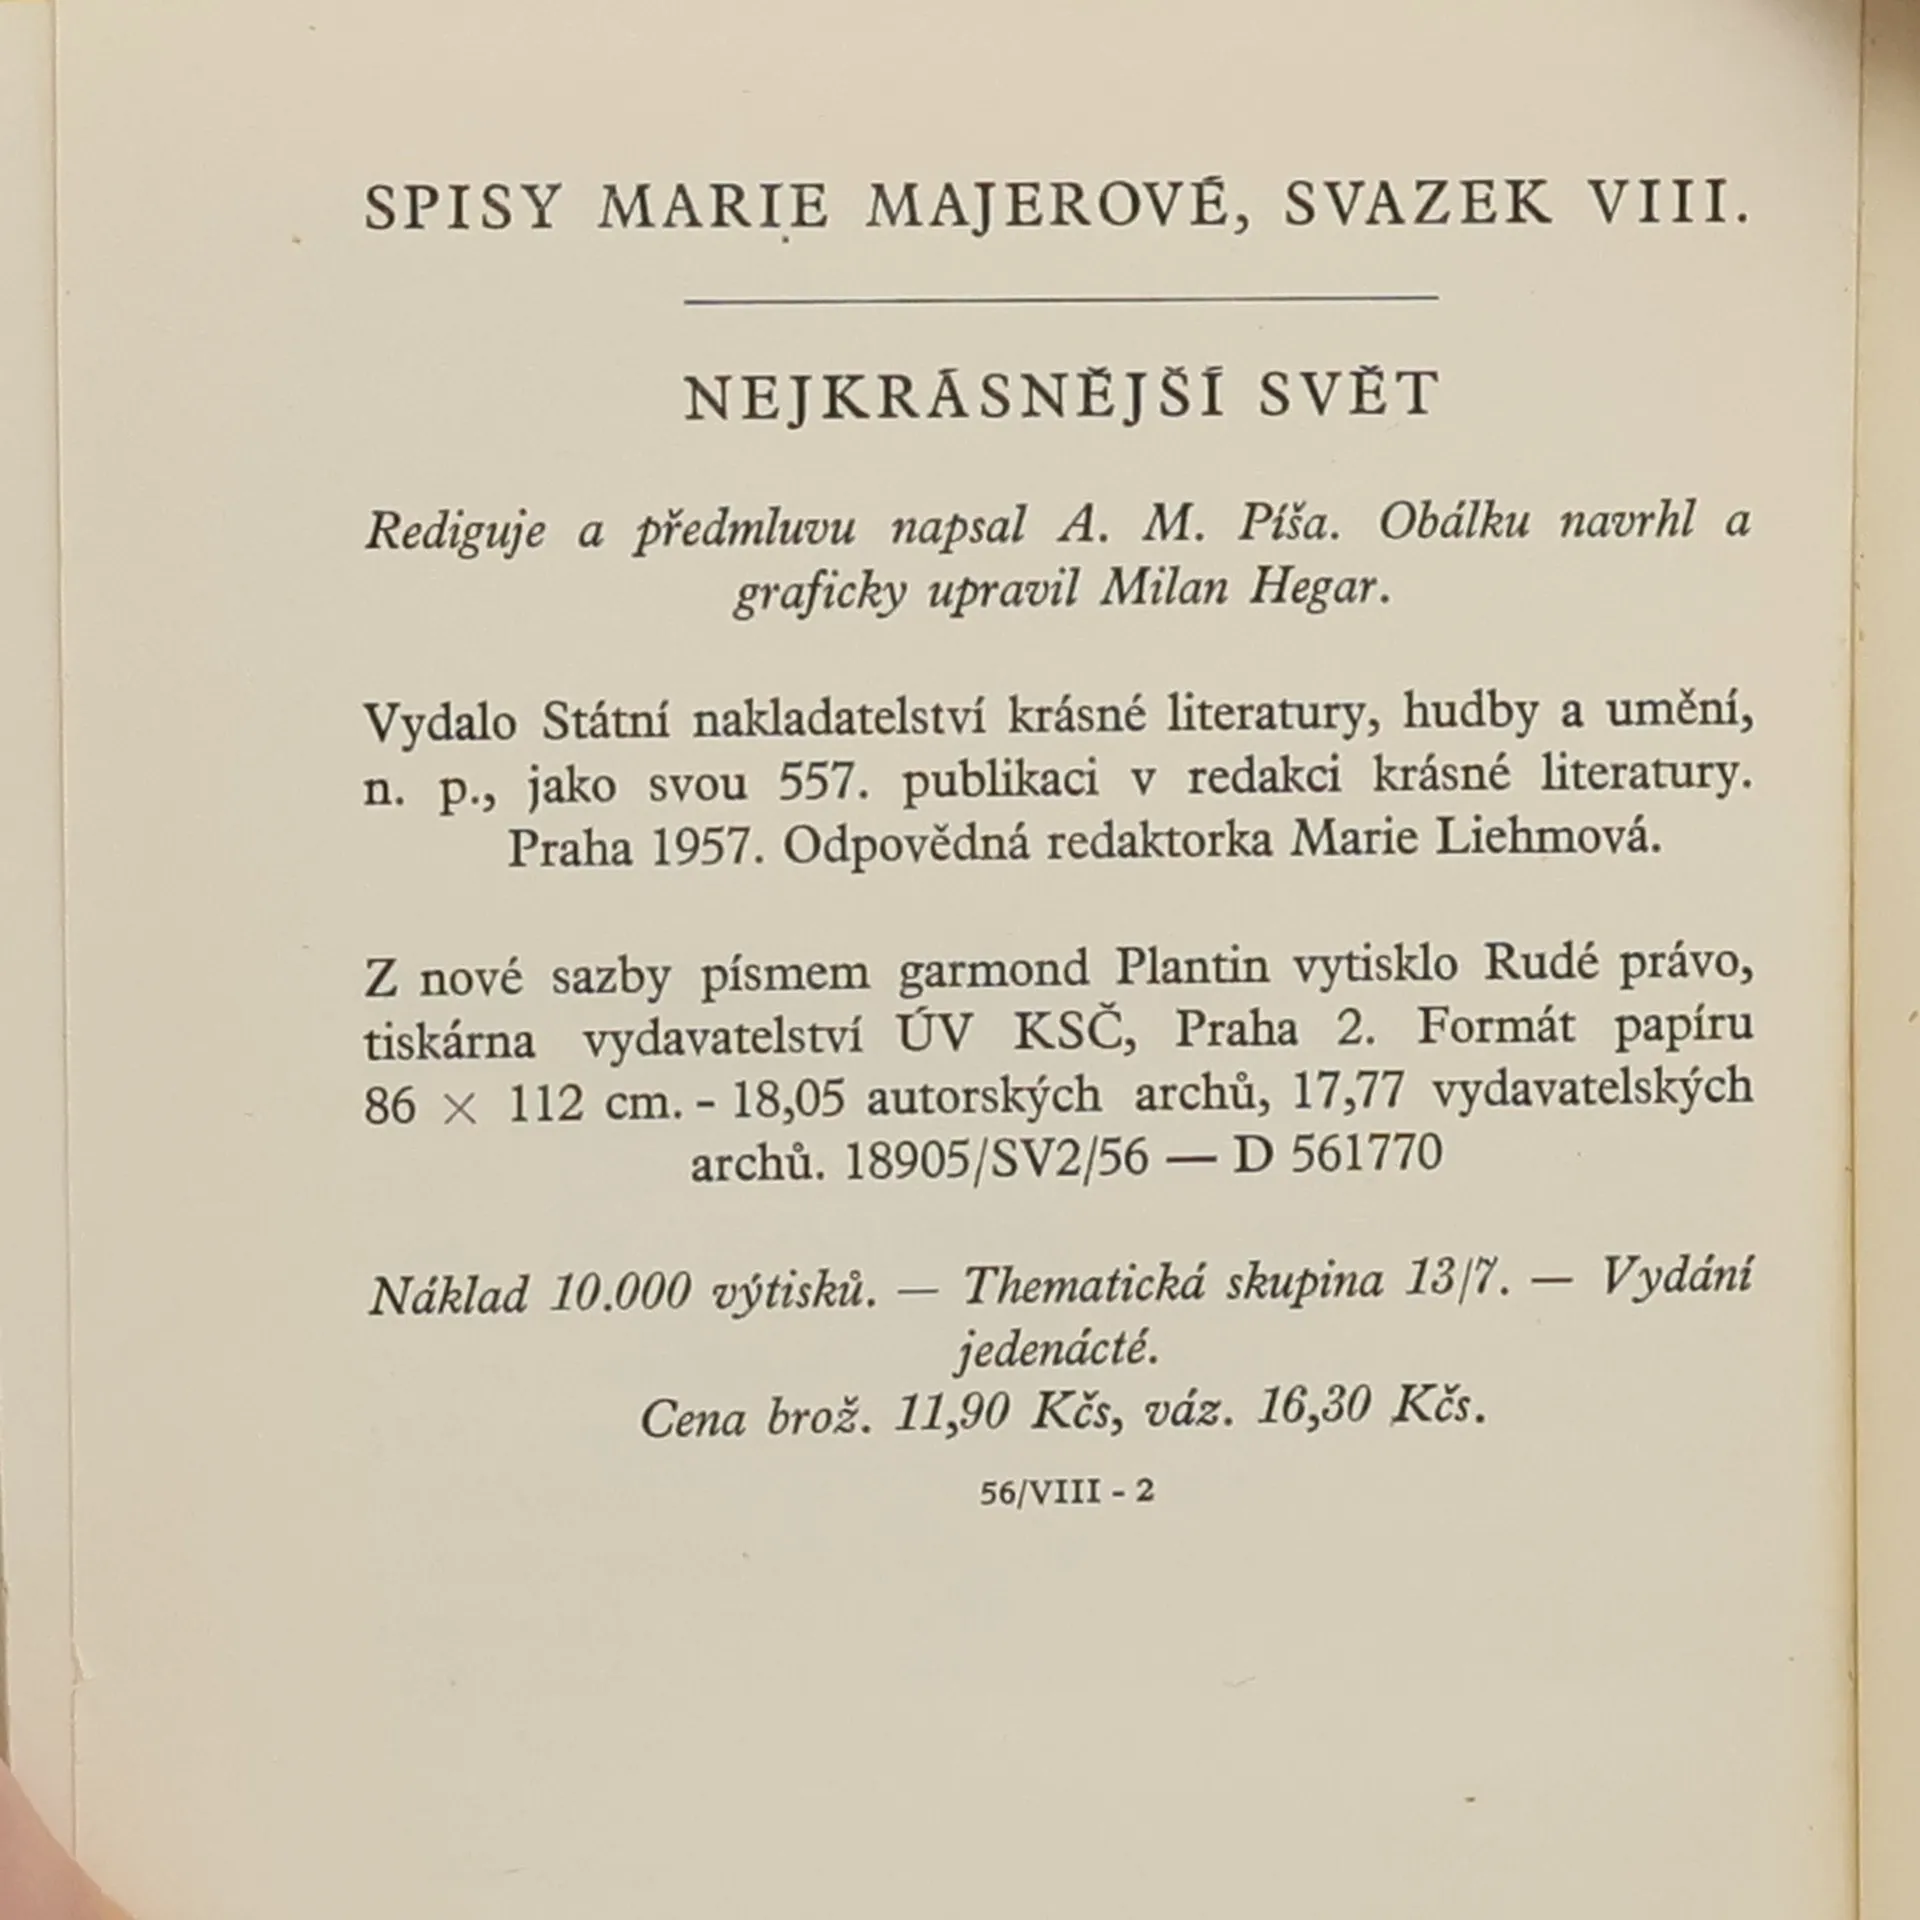 SPISY MARIE MAJEROVÉ, SVAZEK VIII.
NEJKRÁSNĚJŠÍ SVĚT
Rediguje a předmluvu napsal A. M. Píša. Obálku navrhl a
graficky upravil Milan Hegar.
Vydalo Státní nakladatelství krásné literatury, hudby a umění,
n. p., jako svou 557. publikaci v redakci krásné literatury.
Praha 1957. Odpovědná redaktorka Marie Liehmová.
Z nové sazby písmem garmond Plantin vytisklo Rudé právo,
tiskárna vydavatelství ÚV KSČ, Praha 2. Formát papíru
86 × 112 cm. - 18,05 autorských archů, 17,77 vydavatelských
archů. 18905/SV2/56 — D 561770
Náklad 10.000 výtisků. — Thematická skupina 13/7. — Vydání
jedenácté.
Cena brož. 11,90 Kčs, váz. 16,30 Kčs.
56/VIII - 2